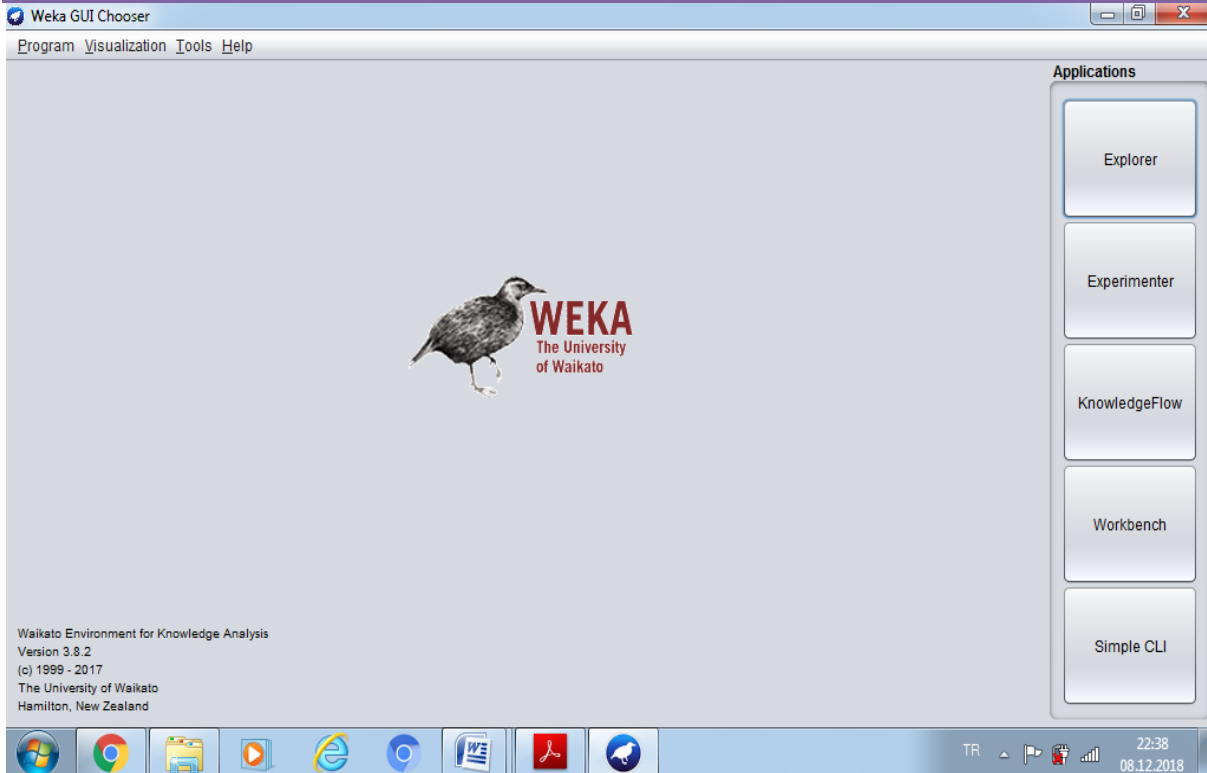 Weka GUI Chooser
Program Visualization Tools Help
Applications
Explorer
Experimenter
KnowledgeFlow
Workbench
Simple CLI
WEKA
The University
of Waikato
Waikato Environment for Knowledge Analysis
Version 3.8.2
(c) 1999 - 2017
The University of Waikato
Hamilton, New Zealand
TR
22:38
08.12.2018